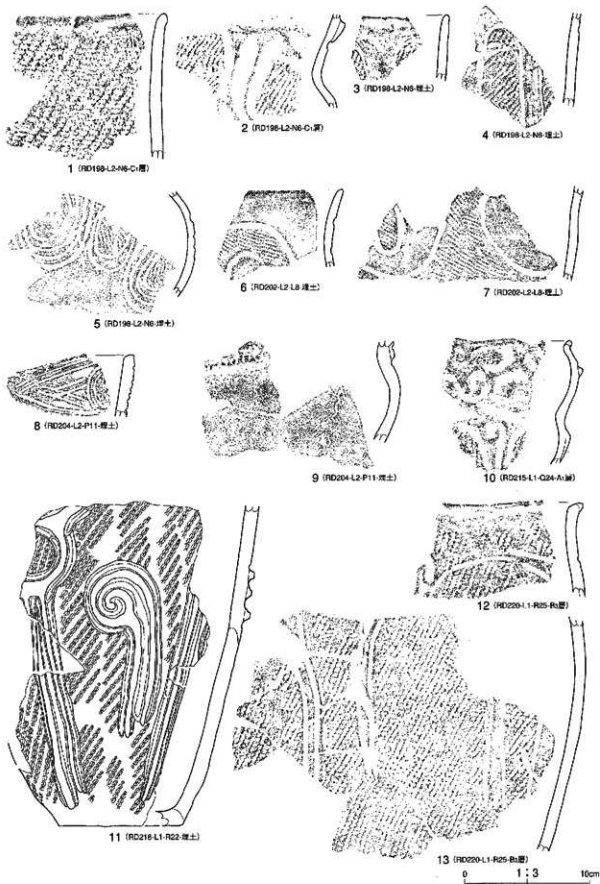 1 (RD198-L2-N6-C₁層)
2 (RD198-L2-N6-C₁層)
3 (RD198-L2-N6-埋土)
4 (RD198-L2-N6-埋土)
5 (RD198-L2-N6-埋土)
6 (RD202-L2-L8-埋土)
7 (RD202-L2-L8-埋土)
8 (RD204-L2-P11-埋土)
9 (RD204-L2-P11-埋土)
10 (RD215-L1-Q24-A₁層)
11 (RD216-L1-R22-埋土)
12 (RD220-L1-R25-B₂層)
13 (RD220-L1-R25-B₂層)
0 1:3 10cm